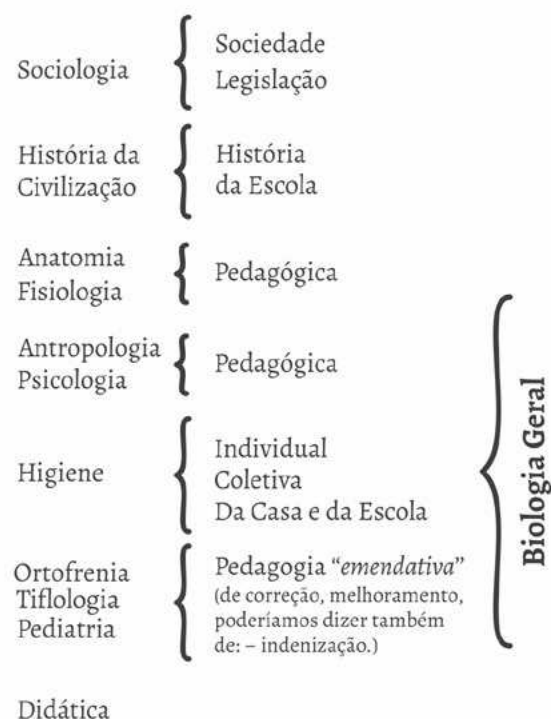 Sociologia
Sociedade
Legislação
História da
Civilização
História
da Escola
Anatomia
Fisiologia
Pedagógica
Antropologia
Psicologia
Pedagógica
Higiene
Individual
Coletiva
Da Casa e da Escola
Ortofrenia
Tiflologia
Pediatria
Pedagogia “emendativa”
(de correção, melhoramento,
poderíamos dizer também
de: – indenização.)
Didática
Biologia Geral